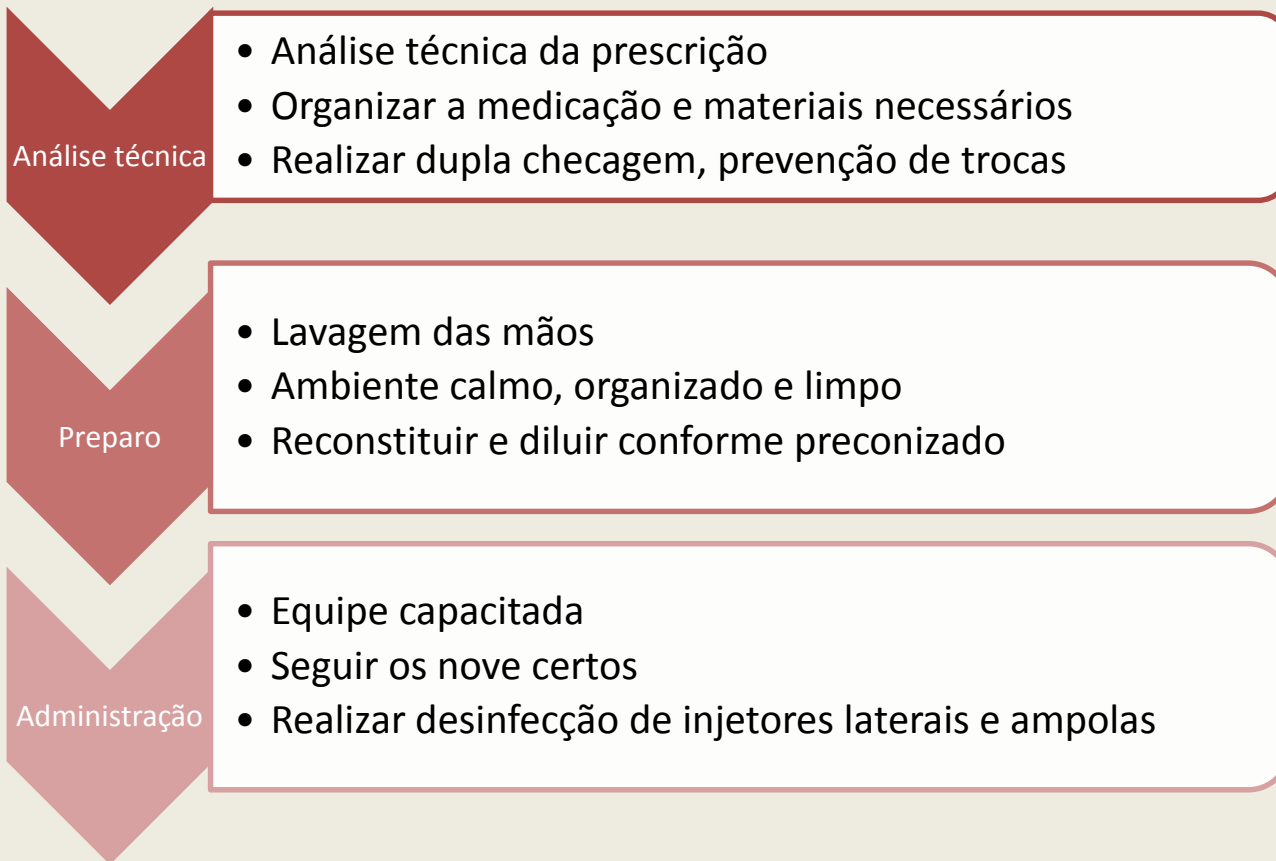 Análise técnica
• Análise técnica da prescrição
• Organizar a medicação e materiais necessários
• Realizar dupla checagem, prevenção de trocas
Preparo
• Lavagem das mãos
• Ambiente calmo, organizado e limpo
• Reconstituir e diluir conforme preconizado
Administração
• Equipe capacitada
• Seguir os nove certos
• Realizar desinfecção de injetores laterais e ampolas